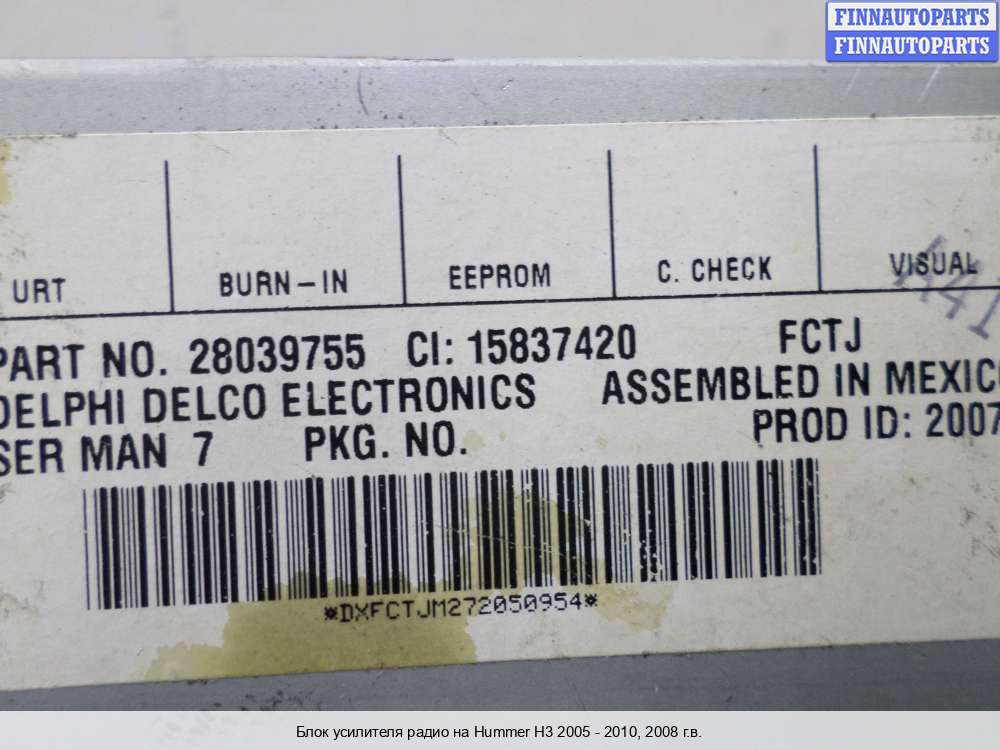 FINNAUTOPARTS
FINNAUTOPARTS
URT BURN-IN EEPROM C. CHECK VISUAL
PART NO. 28039755 CI: 15837420 FCTJ
DELPHI DELCO ELECTRONICS ASSEMBLED IN MEXICO
SER MAN 7 PKG. NO. PROD ID: 2007
*DXFCTJM272050954*
Блок усилителя радио на Hummer H3 2005 - 2010, 2008 г.в.